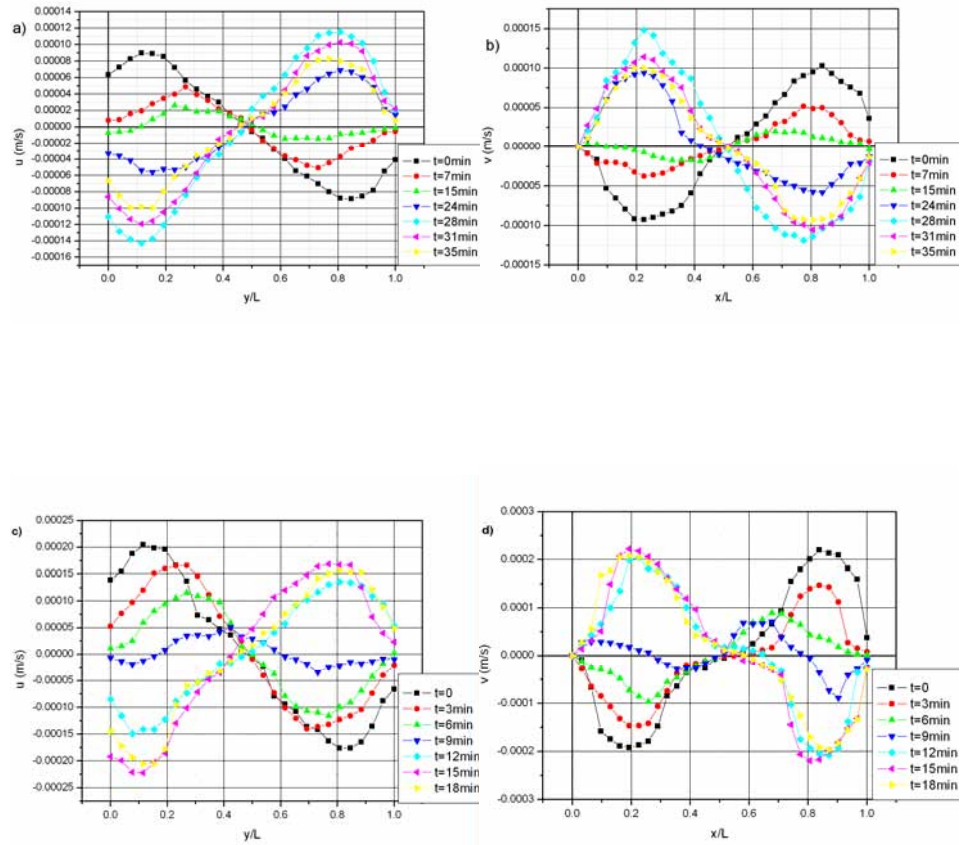 a)
0.00014
0.00012
0.00010
0.00008
0.00006
0.00004
0.00002
0.00000
-0.00002
-0.00004
-0.00006
-0.00008
-0.00010
-0.00012
-0.00014
-0.00016
u (m/s)
0.0 0.2 0.4 0.6 0.8 1.0
y/L
t=0min
t=7min
t=15min
t=24min
t=28min
t=31min
t=35min
b)
0.00015
0.00010
0.00005
0.00000
-0.00005
-0.00010
-0.00015
v (m/s)
0.0 0.2 0.4 0.6 0.8 1.0
x/L
t=0min
t=7min
t=15min
t=24min
t=28min
t=31min
t=35min
c)
0.00025
0.00020
0.00015
0.00010
0.00005
0.00000
-0.00005
-0.00010
-0.00015
-0.00020
-0.00025
u (m/s)
0.0 0.2 0.4 0.6 0.8 1.0
y/L
t=0
t=3min
t=6min
t=9min
t=12min
t=15min
t=18min
d)
0.0003
0.0002
0.0001
0.0000
-0.0001
-0.0002
-0.0003
v (m/s)
0.0 0.2 0.4 0.6 0.8 1.0
x/L
t=0
t=3min
t=6min
t=9min
t=12min
t=15min
t=18min